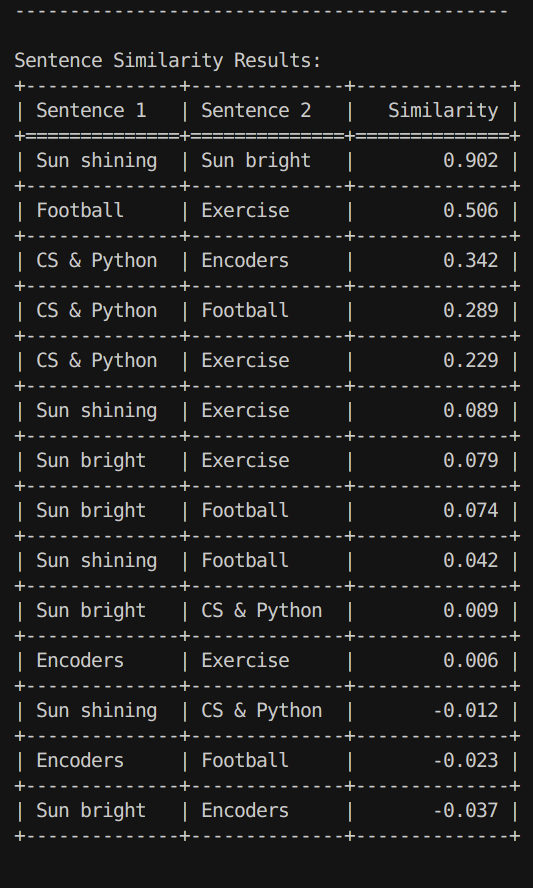 ---------------------------------------------
Sentence Similarity Results:
+--------------+--------------+--------------+
| Sentence 1   | Sentence 2   |   Similarity |
+==============+==============+==============+
| Sun shining  | Sun bright   |        0.902 |
+--------------+--------------+--------------+
| Football     | Exercise     |        0.506 |
+--------------+--------------+--------------+
| CS & Python  | Encoders     |        0.342 |
+--------------+--------------+--------------+
| CS & Python  | Football     |        0.289 |
+--------------+--------------+--------------+
| CS & Python  | Exercise     |        0.229 |
+--------------+--------------+--------------+
| Sun shining  | Exercise     |        0.089 |
+--------------+--------------+--------------+
| Sun bright   | Exercise     |        0.079 |
+--------------+--------------+--------------+
| Sun bright   | Football     |        0.074 |
+--------------+--------------+--------------+
| Sun shining  | Football     |        0.042 |
+--------------+--------------+--------------+
| Sun bright   | CS & Python  |        0.009 |
+--------------+--------------+--------------+
| Encoders     | Exercise     |        0.006 |
+--------------+--------------+--------------+
| Sun shining  | CS & Python  |       -0.012 |
+--------------+--------------+--------------+
| Encoders     | Football     |       -0.023 |
+--------------+--------------+--------------+
| Sun bright   | Encoders     |       -0.037 |
+--------------+--------------+--------------+